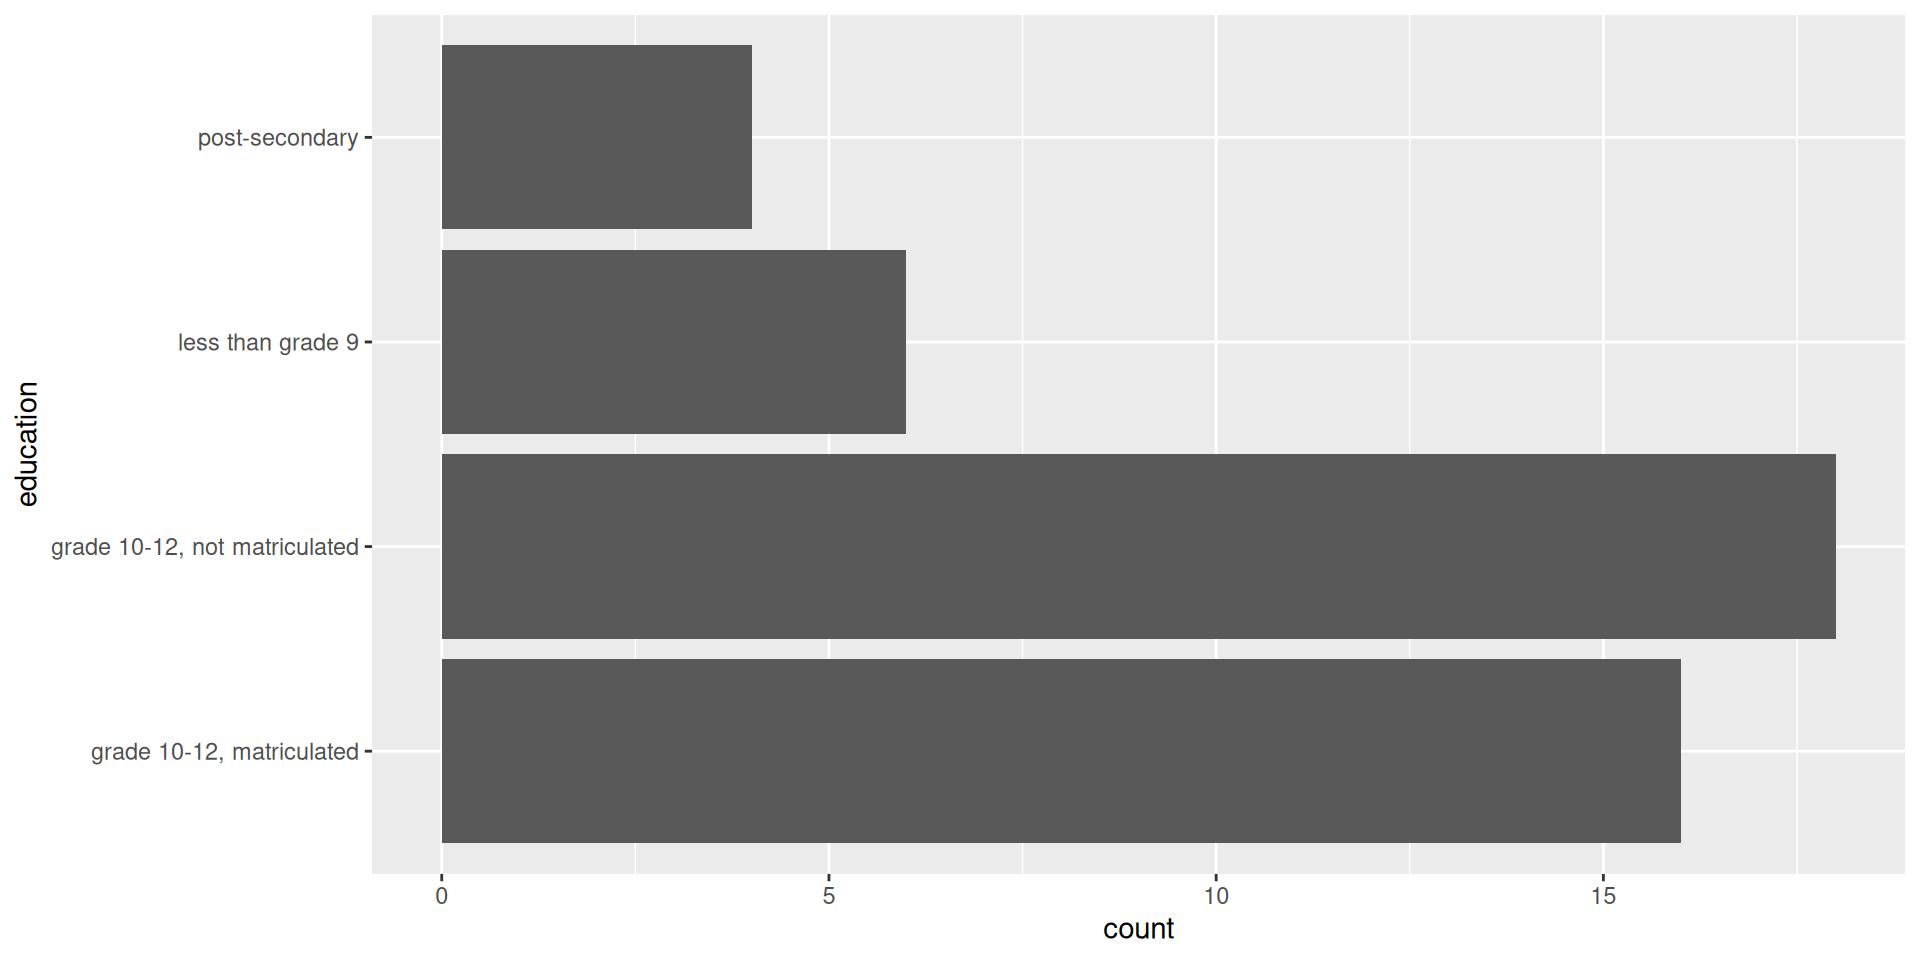 post-secondary
less than grade 9
grade 10-12, not matriculated
grade 10-12, matriculated
education
0 5 10 15
count